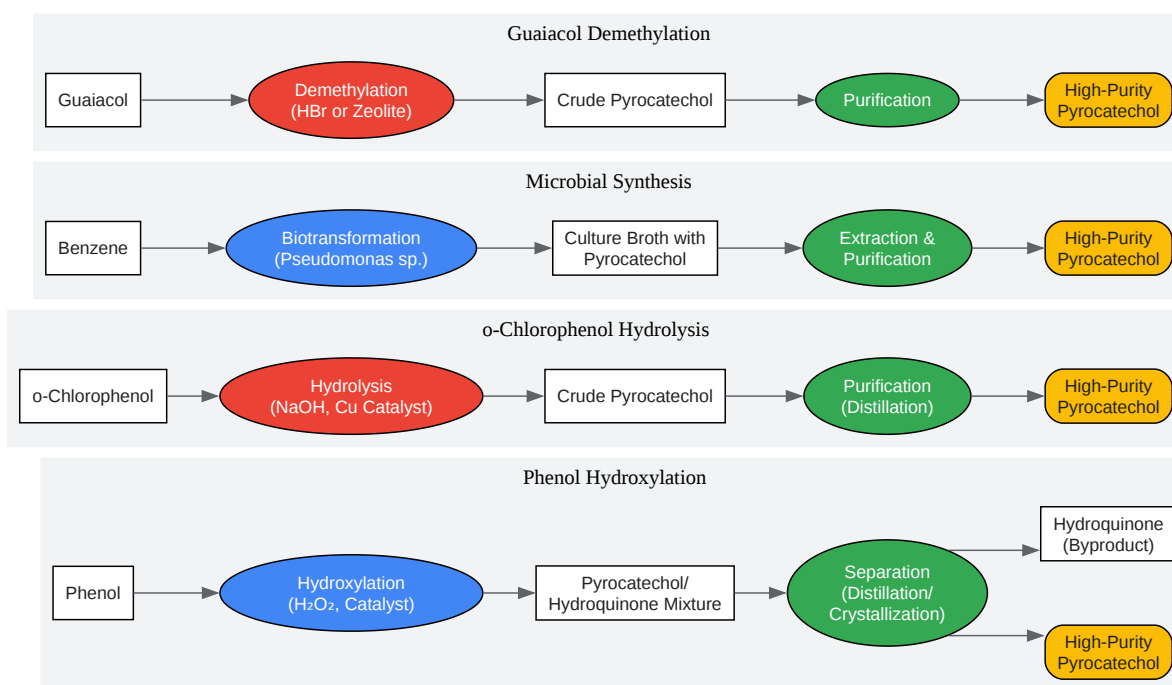 Guaiacol Demethylation
Guaiacol
Demethylation
(HBr or Zeolite)
Crude Pyrocatechol
Purification
High-Purity
Pyrocatechol
Microbial Synthesis
Benzene
Biotransformation
(Pseudomonas sp.)
Culture Broth with
Pyrocatechol
Extraction &
Purification
High-Purity
Pyrocatechol
o-Chlorophenol Hydrolysis
o-Chlorophenol
Hydrolysis
(NaOH, Cu Catalyst)
Crude Pyrocatechol
Purification
(Distillation)
High-Purity
Pyrocatechol
Phenol Hydroxylation
Phenol
Hydroxylation
(H₂O₂, Catalyst)
Pyrocatechol/
Hydroquinone Mixture
Separation
(Distillation/
Crystallization)
Hydroquinone
(Byproduct)
High-Purity
Pyrocatechol